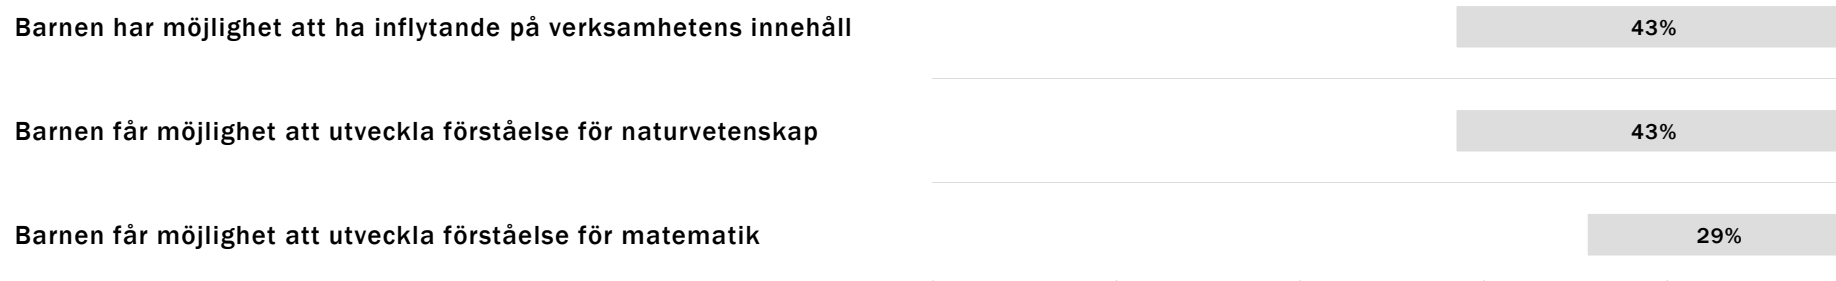 Barnen har möjlighet att ha inflytande på verksamhetens innehåll 43%
Barnen får möjlighet att utveckla förståelse för naturvetenskap 43%
Barnen får möjlighet att utveckla förståelse för matematik 29%